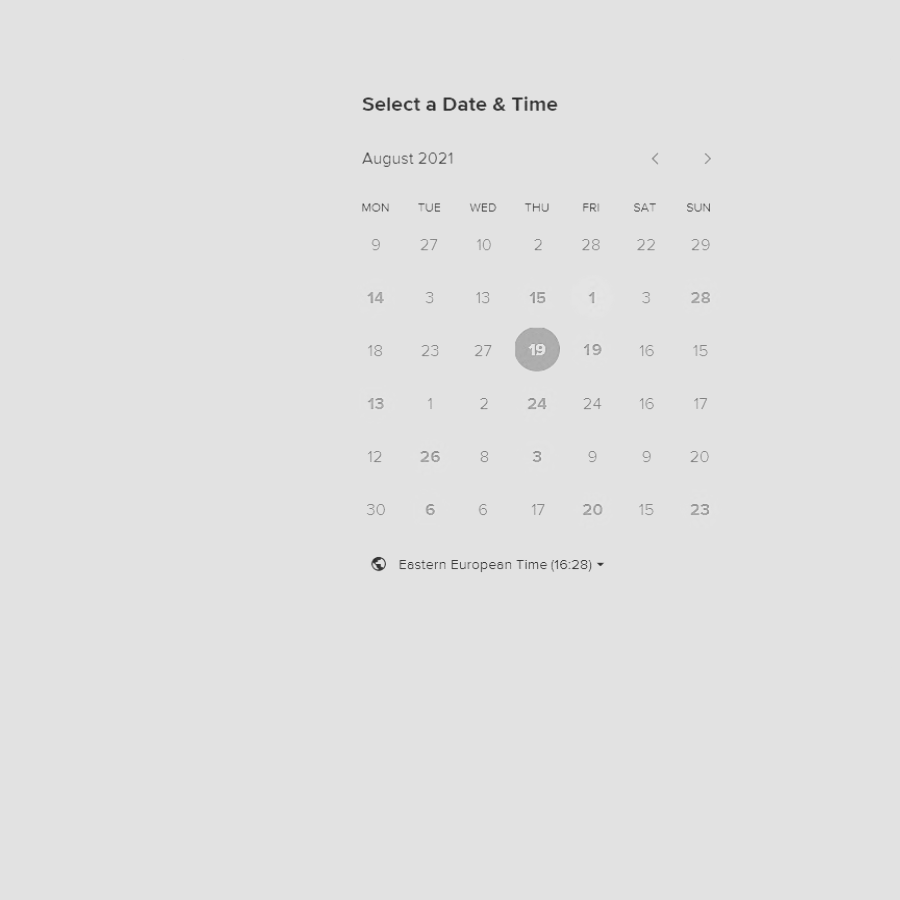 Select a Date & Time
August 2021
MON TUE WED THU FRI SAT SUN
9 27 10 2 28 22 29
14 3 13 15 1 3 28
18 23 27 19 19 16 15
13 1 2 24 24 16 17
12 26 8 3 9 9 20
30 6 6 17 20 15 23
Eastern European Time (16:28)